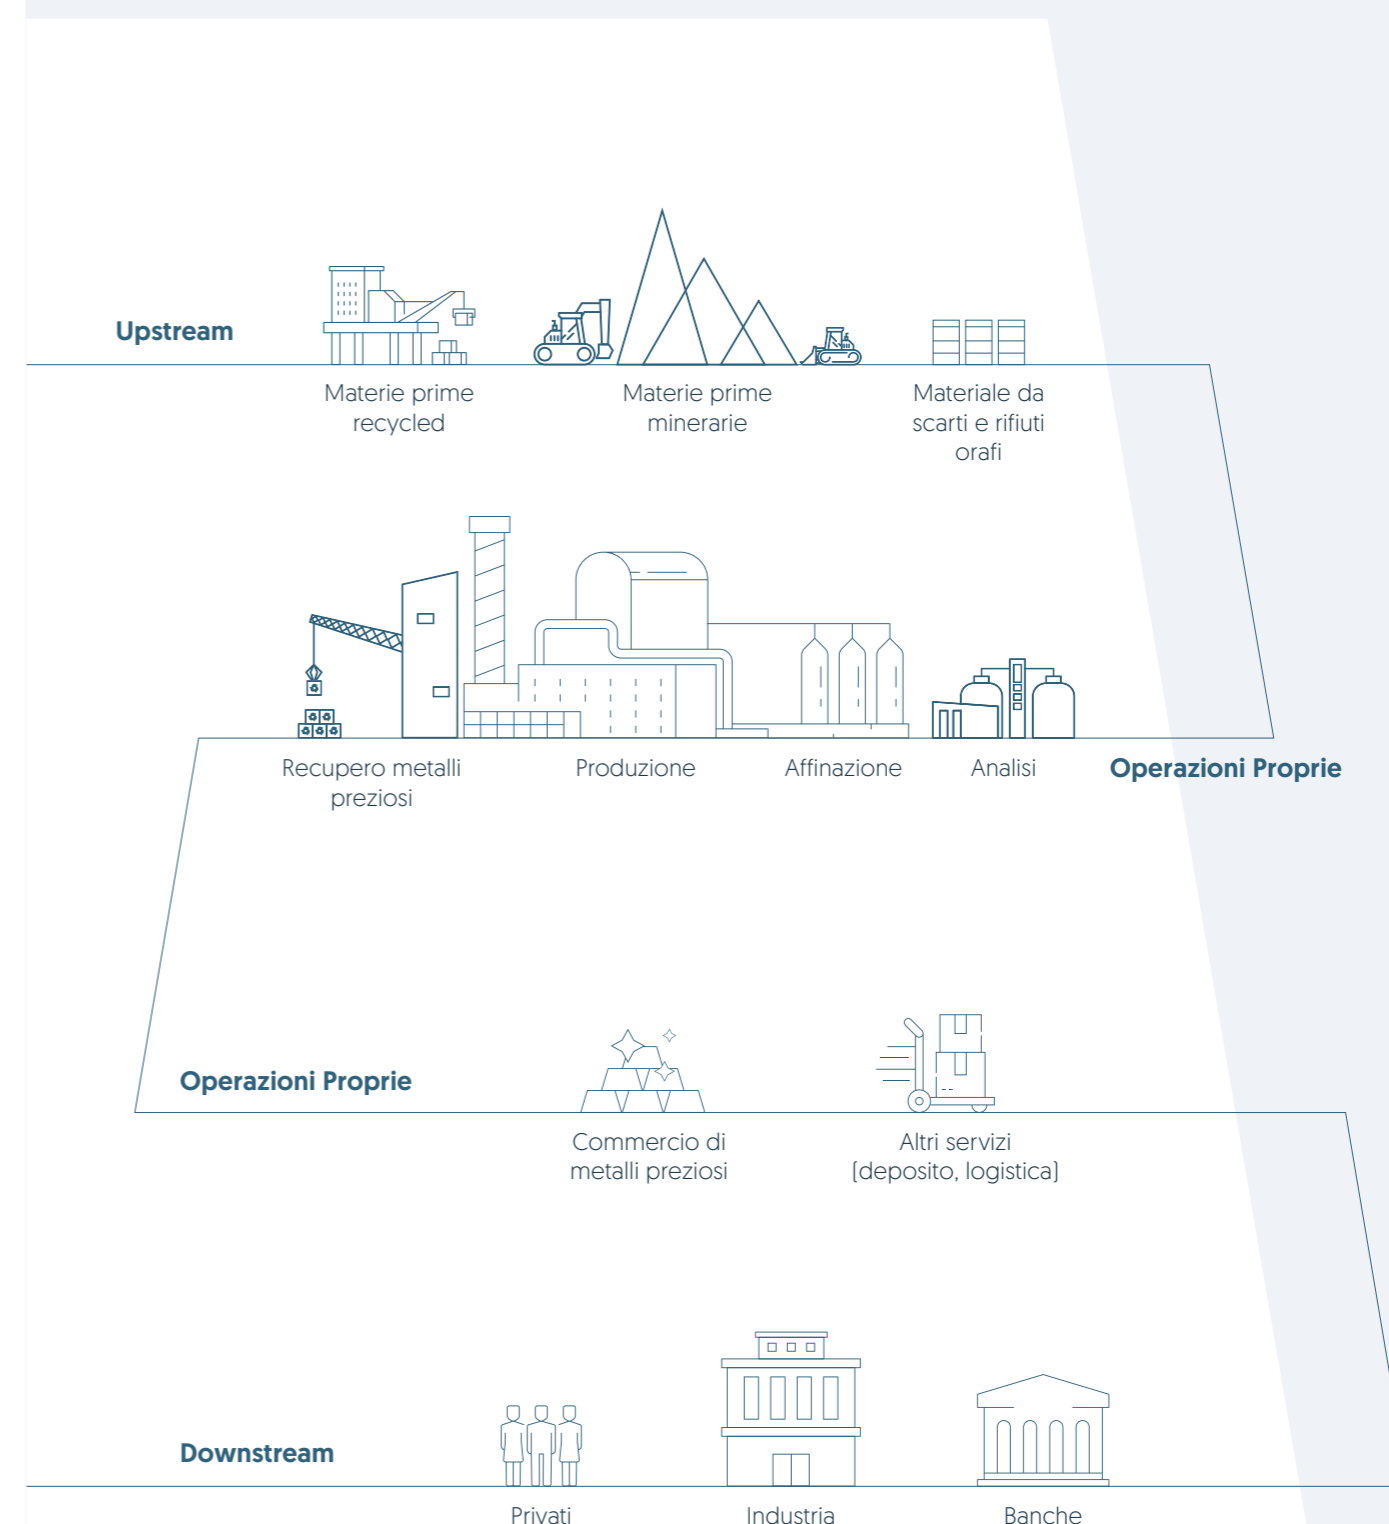 Upstream
Materie prime
recycled
Materie prime
minerarie
Materiale da
scarti e rifiuti
orafi
Recupero metalli
preziosi
Produzione
Affinazione
Analisi
Operazioni Proprie
Operazioni Proprie
Commercio di
metalli preziosi
Altri servizi
(deposito, logistica)
Downstream
Privati
Industria
Banche